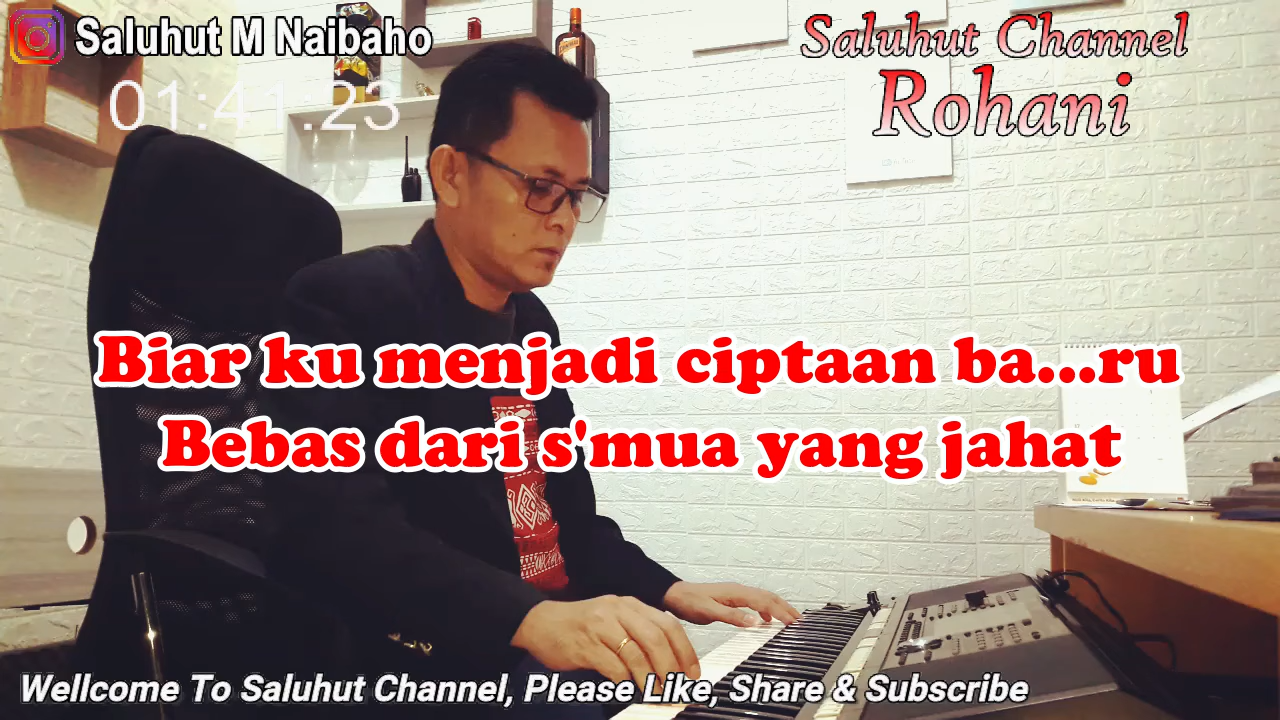 Saluhut M Naibaho
01:41:23
Saluhut Channel
Rohani
Biar ku menjadi ciptaan ba...ru
Bebas dari s'mua yang jahat
Wellcome To Saluhut Channel, Please Like, Share & Subscribe